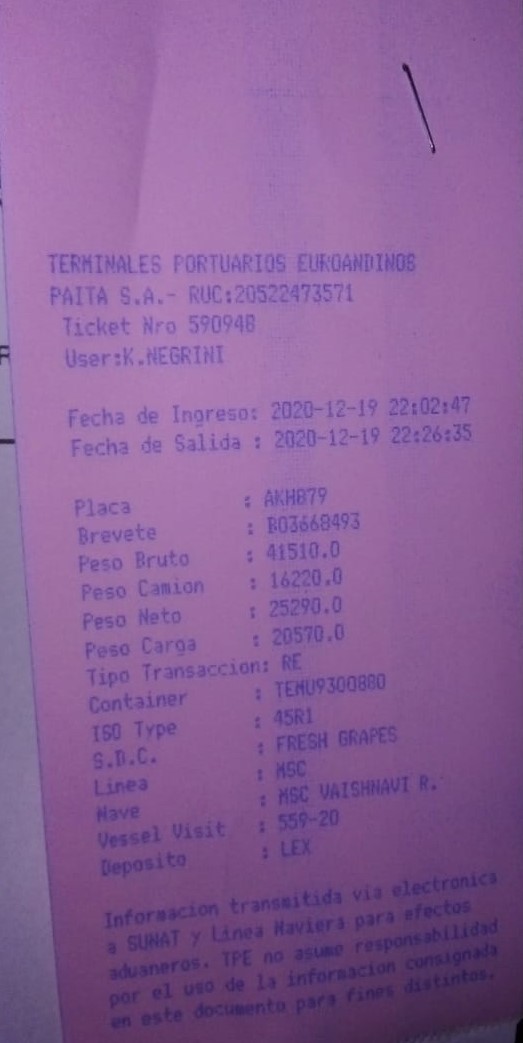 TERMINALES PORTUARIOS EUROANDINOS
PAITA S.A.- RUC:20522473571
Ticket Nro 590948
User:K.NEGRINI
Fecha de Ingreso: 2020-12-19 22:02:47
Fecha de Salida : 2020-12-19 22:26:35
Placa : AKH879
Brevete : B03668493
Peso Bruto : 41510.0
Peso Camion : 16220.0
Peso Neto : 25290.0
Peso Carga : 20570.0
Tipo Transaccion: RE
Container : TEMU9300880
ISO Type : 45R1
S.D.C. : FRESH GRAPES
Linea : MSC
Nave : MSC VAISHNAVI R.
Vessel Visit : 559-20
Deposito : LEX
Informacion transmitida via electronica
a SUNAT y Linea Naviera para efectos
aduaneros. TPE no asume responsabilidad
por el uso de la informacion consignada
en este documento para fines distintos.